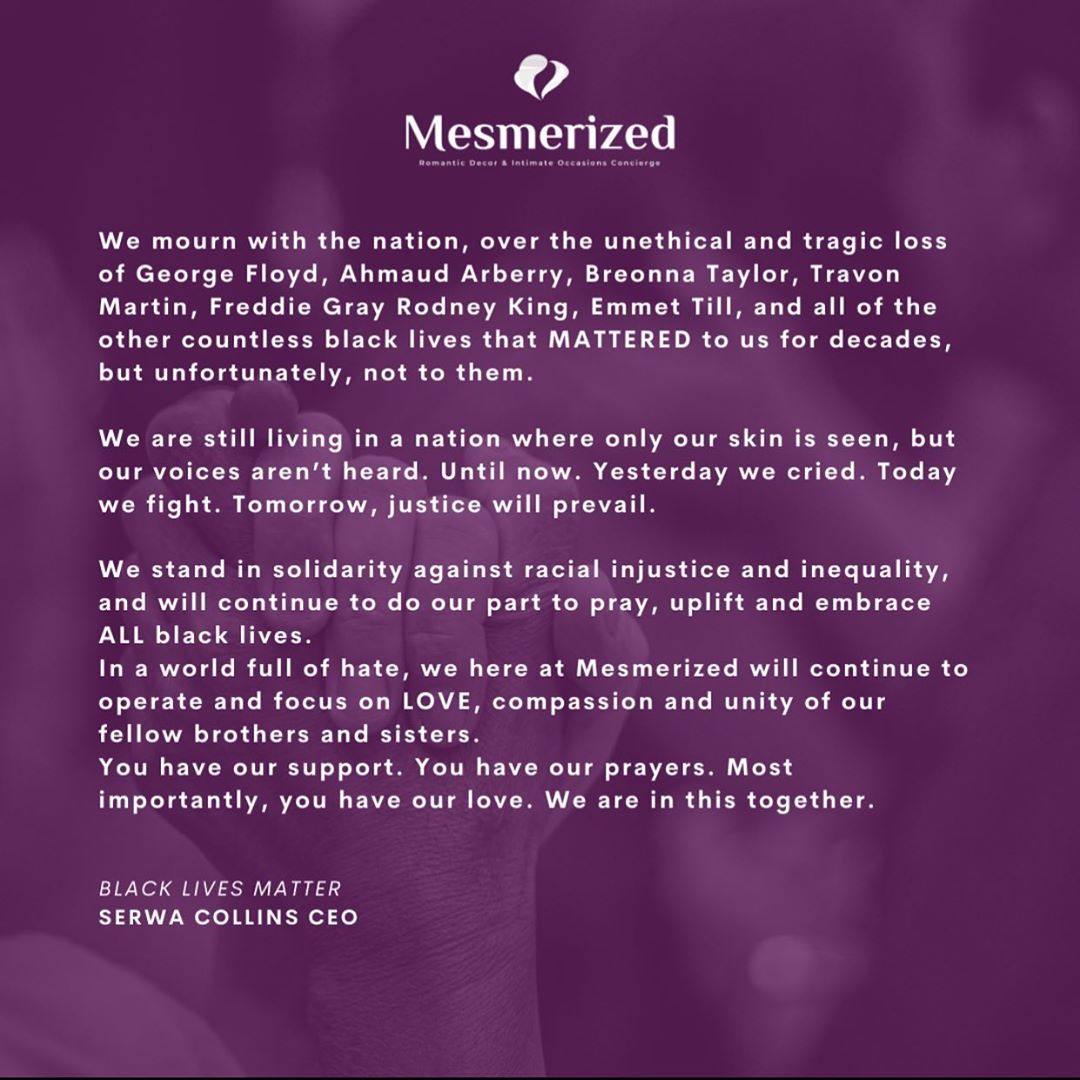 Mesmerized
Romantic Decor & Intimate Occasions Concierge
We mourn with the nation, over the unethical and tragic loss
of George Floyd, Ahmaud Arberry, Breonna Taylor, Travon
Martin, Freddie Gray Rodney King, Emmet Till, and all of the
other countless black lives that MATTERED to us for decades,
but unfortunately, not to them.
We are still living in a nation where only our skin is seen, but
our voices aren’t heard. Until now. Yesterday we cried. Today
we fight. Tomorrow, justice will prevail.
We stand in solidarity against racial injustice and inequality,
and will continue to do our part to pray, uplift and embrace
ALL black lives.
In a world full of hate, we here at Mesmerized will continue to
operate and focus on LOVE, compassion and unity of our
fellow brothers and sisters.
You have our support. You have our prayers. Most
importantly, you have our love. We are in this together.
BLACK LIVES MATTER
SERWA COLLINS CEO